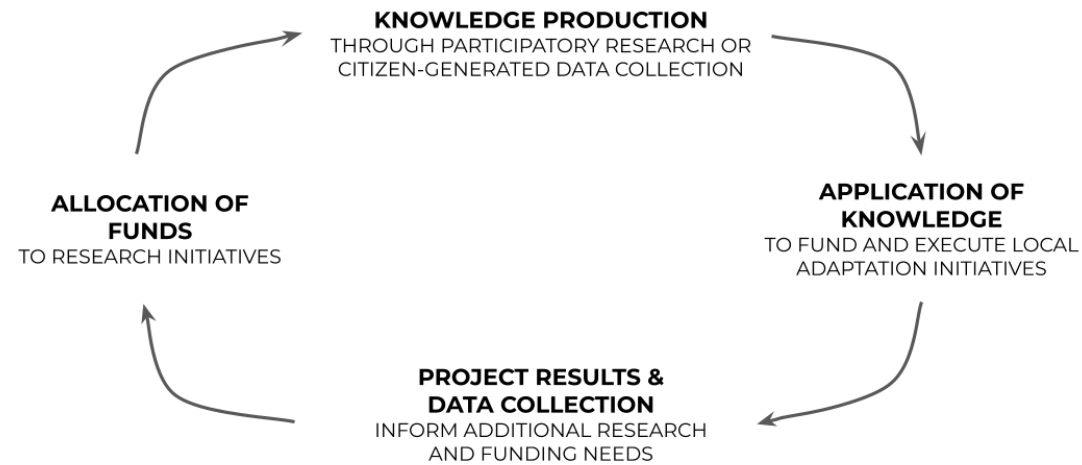 KNOWLEDGE PRODUCTION
THROUGH PARTICIPATORY RESEARCH OR
CITIZEN-GENERATED DATA COLLECTION
APPLICATION OF
KNOWLEDGE
TO FUND AND EXECUTE LOCAL
ADAPTATION INITIATIVES
PROJECT RESULTS &
DATA COLLECTION
INFORM ADDITIONAL RESEARCH
AND FUNDING NEEDS
ALLOCATION OF
FUNDS
TO RESEARCH INITIATIVES